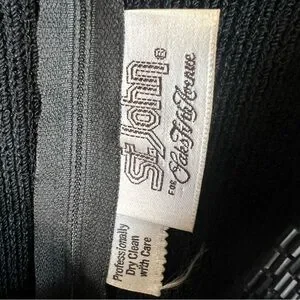 St. John ®
FOR
Saks Fifth Avenue
Professionally
Dry Clean
with Care